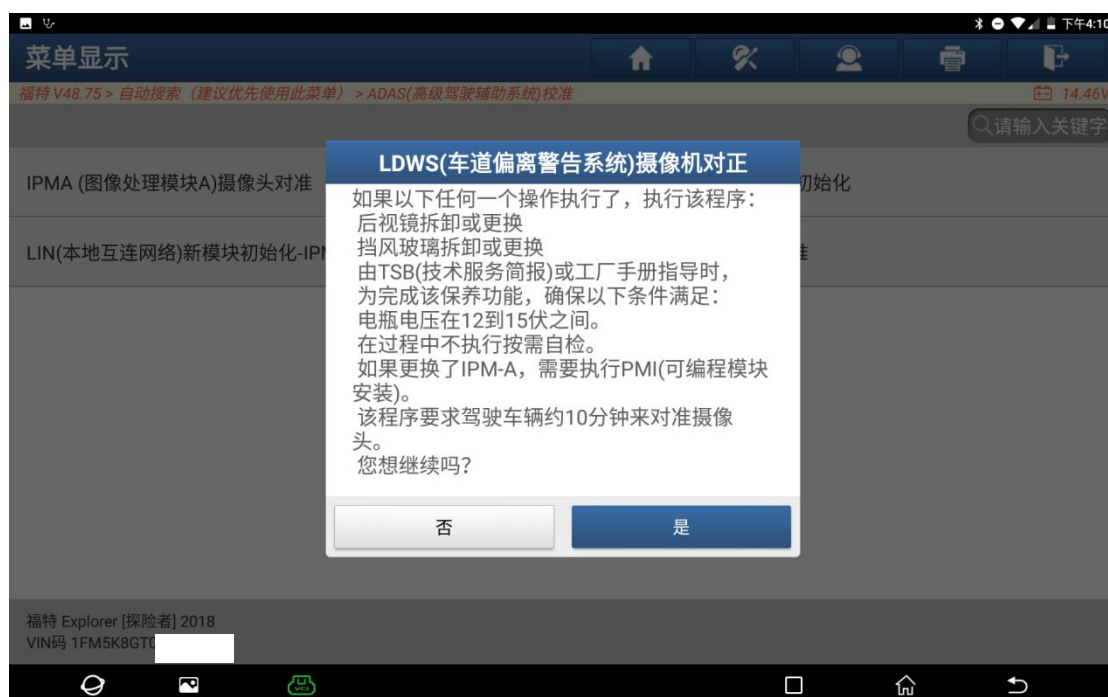 下午4:10
菜单显示
福特 V48.75 > 自动搜索（建议优先使用此菜单） > ADAS(高级驾驶辅助系统)校准
14.46V
请输入关键字
IPMA (图像处理模块A)摄像头对准
初始化
LIN(本地互连网络)新模块初始化-IP
LDWS(车道偏离警告系统)摄像机对正
如果以下任何一个操作执行了，执行该程序：
后视镜拆卸或更换
挡风玻璃拆卸或更换
由TSB(技术服务简报)或工厂手册指导时，
为完成该保养功能，确保以下条件满足：
电瓶电压在12到15伏之间。
在过程中不执行按需自检。
如果更换了IPM-A，需要执行PMI(可编程模块
安装)。
该程序要求驾驶车辆约10分钟来对准摄像
头。
您想继续吗？
否
是
福特 Explorer [探险者] 2018
VIN码 1FM5K8GT
VCI